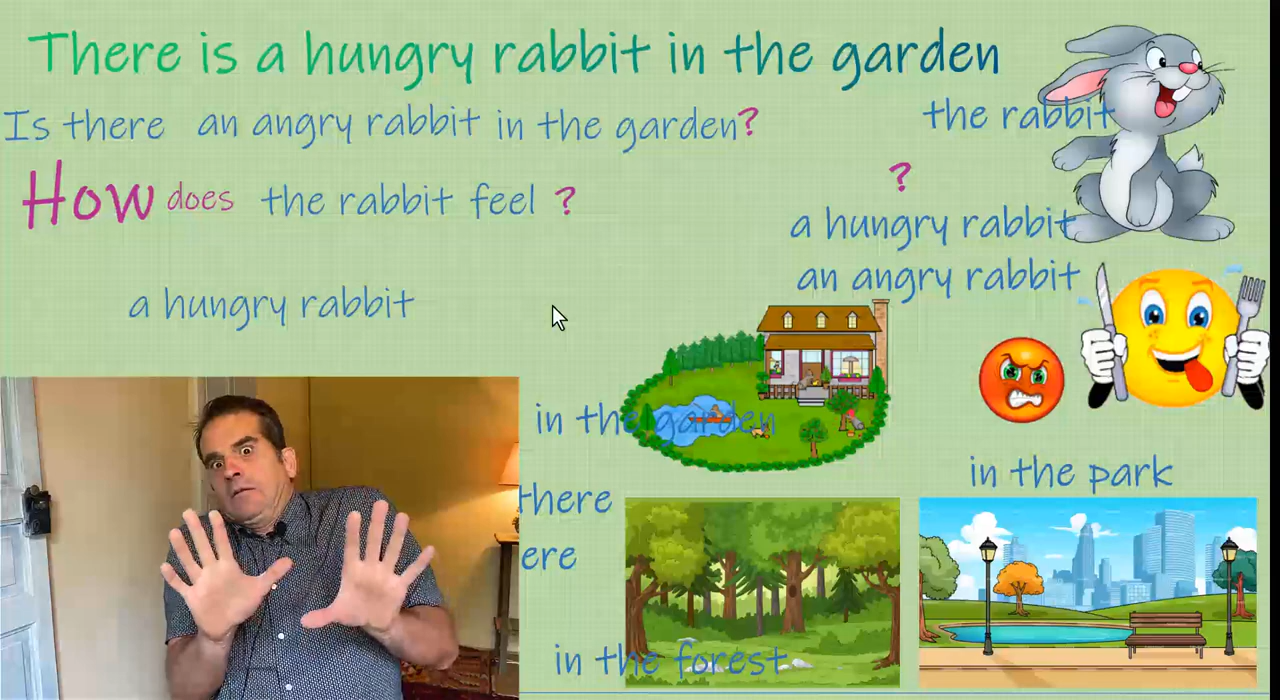 There is a hungry rabbit in the garden
Is there an angry rabbit in the garden?
the rabbit
How does the rabbit feel ?
?
a hungry rabbit
an angry rabbit
a hungry rabbit
in the garden
in the park
there
ere
in the forest